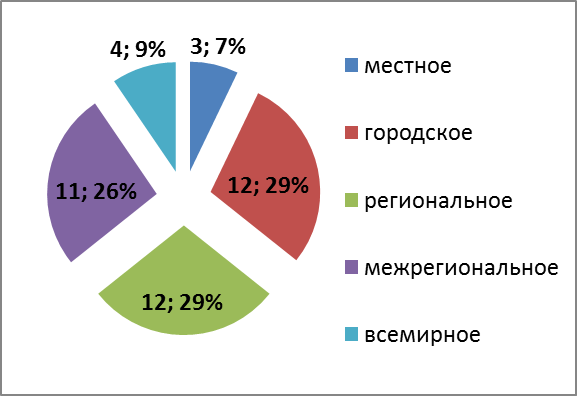 4; 9%
3; 7%
12; 29%
12; 29%
11; 26%
местное
городское
региональное
межрегиональное
всемирное